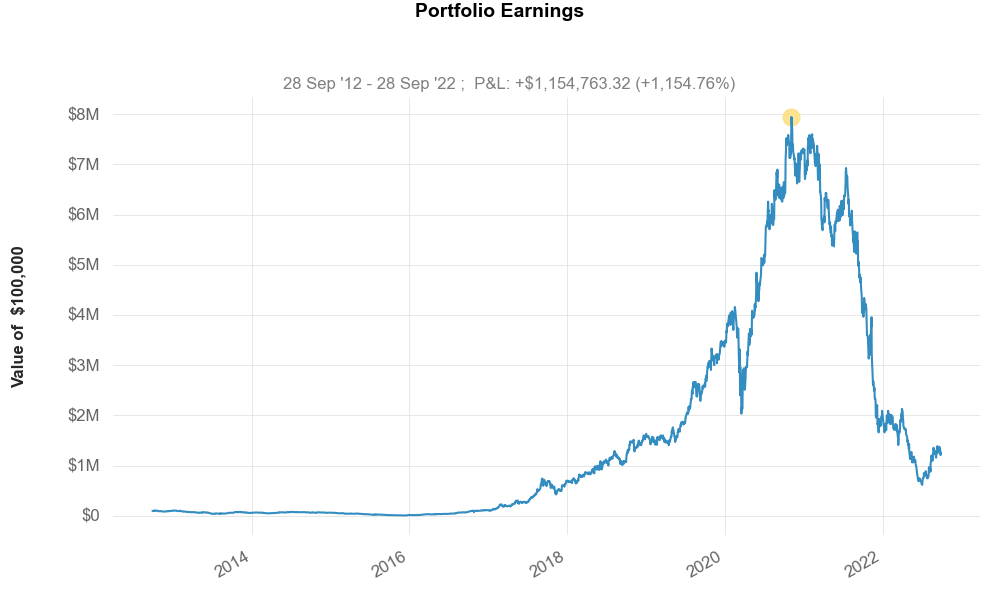 Portfolio Earnings
28 Sep '12 - 28 Sep '22 ;  P&L: +$1,154,763.32 (+1,154.76%)
Value of  $100,000
$8M
$7M
$6M
$5M
$4M
$3M
$2M
$1M
$0
2014
2016
2018
2020
2022